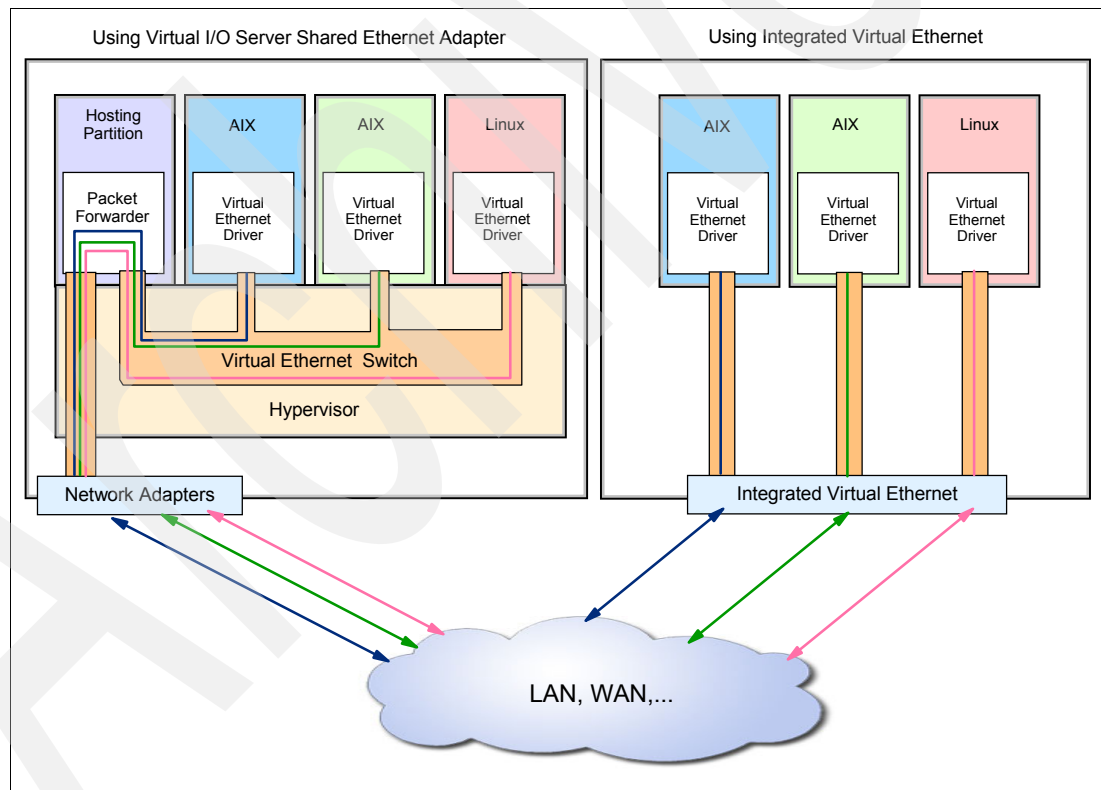 Using Virtual I/O Server Shared Ethernet Adapter
Hosting
Partition
AIX
AIX
Linux
Packet
Forwarder
Virtual
Ethernet
Driver
Virtual
Ethernet
Driver
Virtual
Ethernet
Driver
Virtual Ethernet Switch
Hypervisor
Network Adapters
Using Integrated Virtual Ethernet
AIX
AIX
Linux
Virtual
Ethernet
Driver
Virtual
Ethernet
Driver
Virtual
Ethernet
Driver
Integrated Virtual Ethernet
LAN, WAN,...